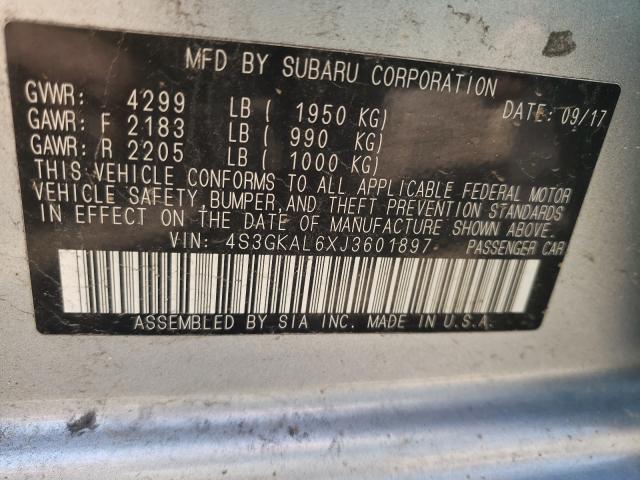 MFD BY SUBARU CORPORATION
GVWR: 4299 LB ( 1950 KG) DATE: 09/17
GAWR: F 2183 LB ( 990 KG)
GAWR: R 2205 LB ( 1000 KG)
THIS VEHICLE CONFORMS TO ALL APPLICABLE FEDERAL MOTOR
VEHICLE SAFETY, BUMPER, AND THEFT PREVENTION STANDARDS
IN EFFECT ON THE DATE OF MANUFACTURE SHOWN ABOVE.
VIN: 4S3GKAL6XJ3601897 PASSENGER CAR
ASSEMBLED BY SIA INC. MADE IN U.S.A.